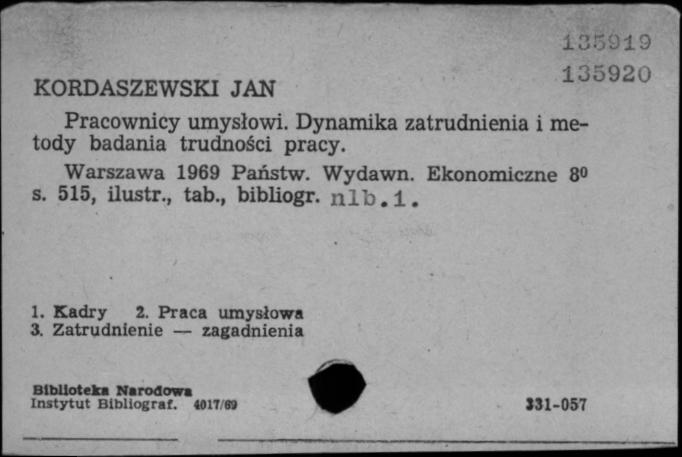 135919
135920
KORDASZEWSKI JAN
Pracownicy umysłowi. Dynamika zatrudnienia i me-
tody badania trudności pracy.
Warszawa 1969 Państw. Wydawn. Ekonomiczne 8⁰
s. 515, ilustr., tab., bibliogr. nlb.1.
1. Kadry 2. Praca umysłowa
3. Zatrudnienie — zagadnienia
Biblioteka Narodowa
Instytut Bibliograf. 4017/69
331-057